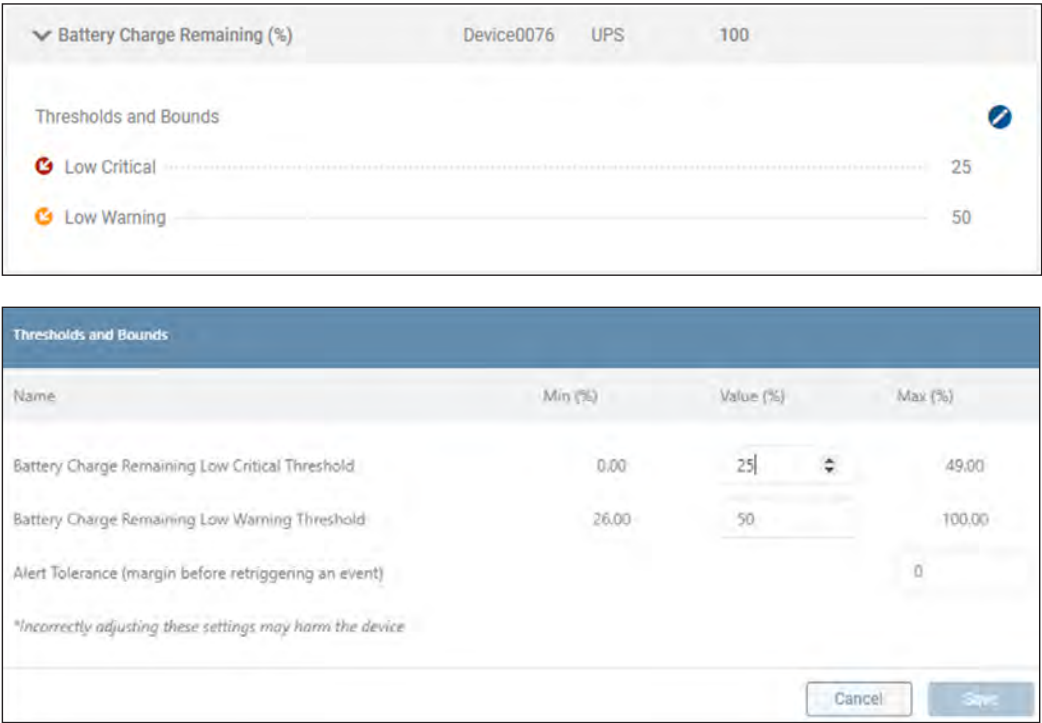 Battery Charge Remaining (%) Device0076 UPS 100
Thresholds and Bounds
Low Critical 25
Low Warning 50
Thresholds and Bounds
Name Min (%) Value (%) Max (%)
Battery Charge Remaining Low Critical Threshold 0.00 25 49.00
Battery Charge Remaining Low Warning Threshold 26.00 50 100.00
Alert Tolerance (margin before retriggering an event) 0
*Incorrectly adjusting these settings may harm the device
Cancel Save